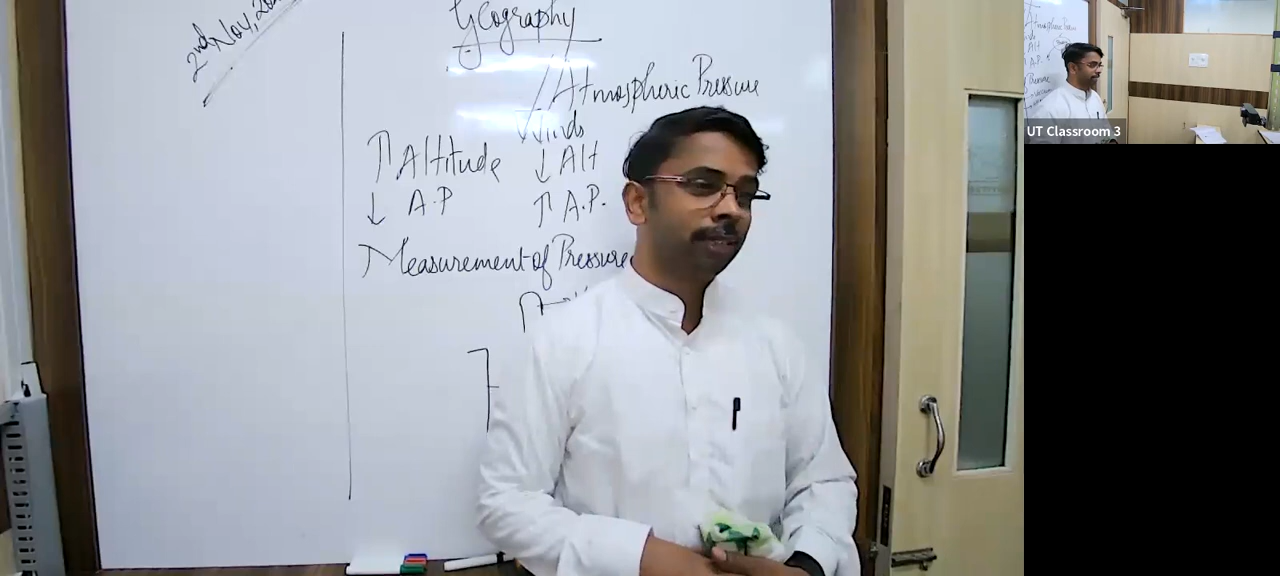 2nd Nov, 20
Geography
// Atmospheric Pressure
Winds
↑ Altitude ↓ Alt
↓ A.P ↑ A.P.
Measurement of Pressure
UT Classroom 3